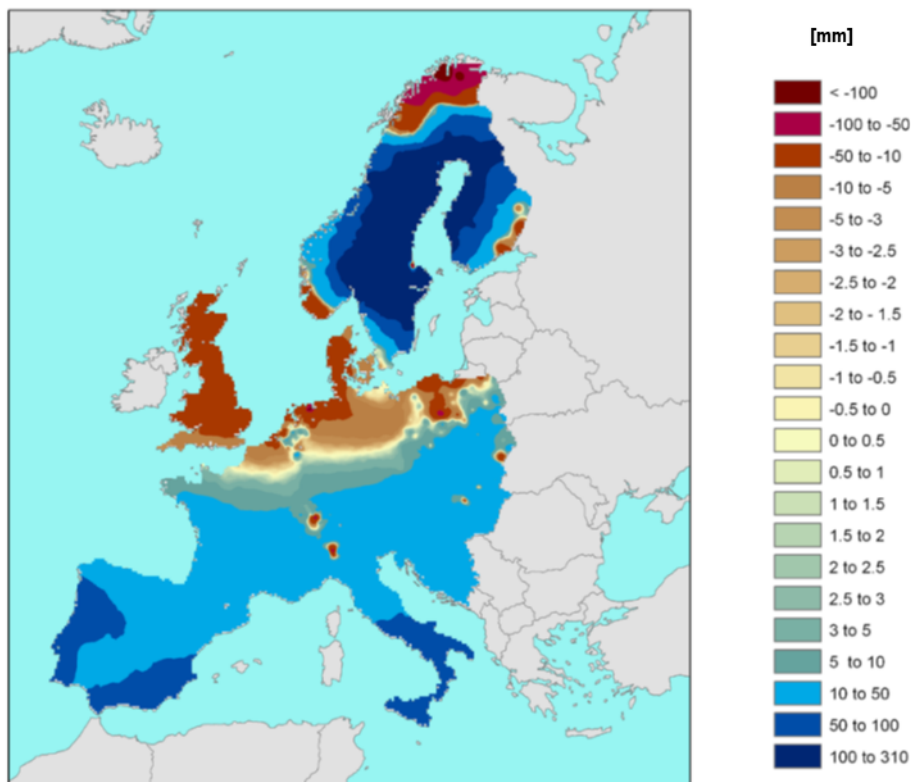 [mm]
< -100
-100 to -50
-50 to -10
-10 to -5
-5 to -3
-3 to -2.5
-2.5 to -2
-2 to - 1.5
-1.5 to -1
-1 to -0.5
-0.5 to 0
0 to 0.5
0.5 to 1
1 to 1.5
1.5 to 2
2 to 2.5
2.5 to 3
3 to 5
5 to 10
10 to 50
50 to 100
100 to 310